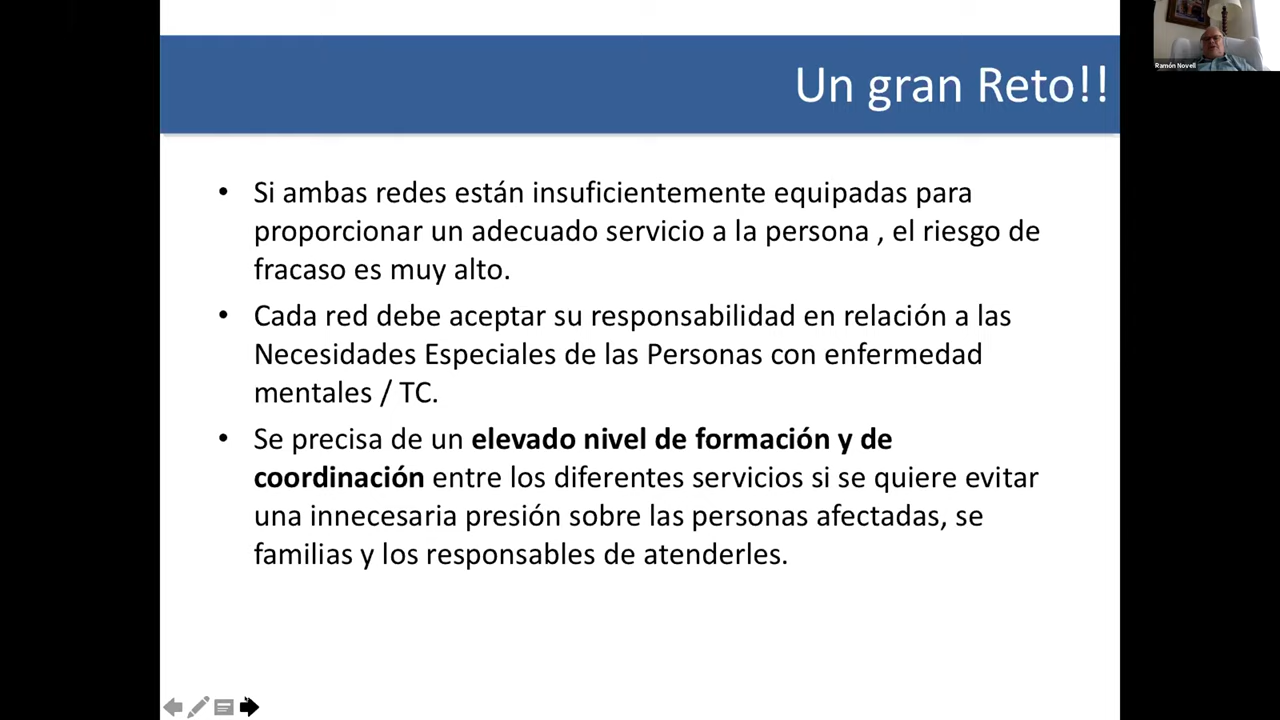 Un gran Reto!!
• Si ambas redes están insuficientemente equipadas para
proporcionar un adecuado servicio a la persona , el riesgo de
fracaso es muy alto.
• Cada red debe aceptar su responsabilidad en relación a las
Necesidades Especiales de las Personas con enfermedad
mentales / TC.
• Se precisa de un elevado nivel de formación y de
coordinación entre los diferentes servicios si se quiere evitar
una innecesaria presión sobre las personas afectadas, se
familias y los responsables de atenderles.
Ramón Novell